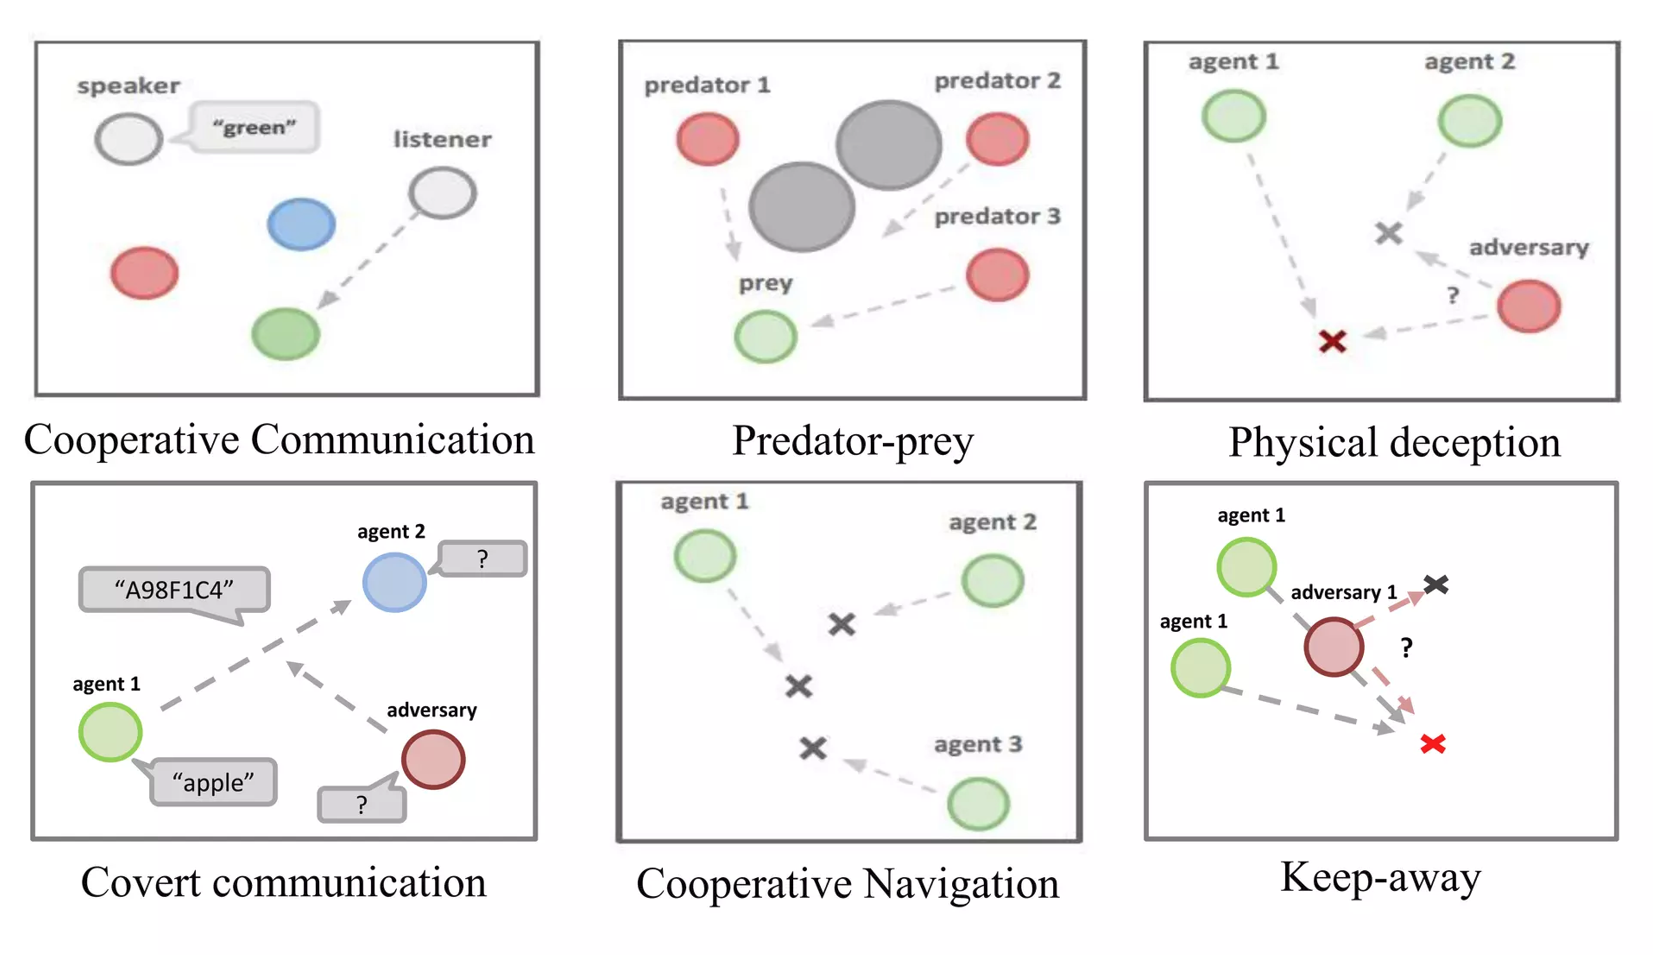 speaker
“green”
listener
Cooperative Communication
predator 1
predator 2
predator 3
prey
Predator-prey
agent 1
agent 2
adversary
?
Physical deception
agent 2
?
“A98F1C4”
agent 1
adversary
“apple”
?
Covert communication
agent 1
agent 2
agent 3
Cooperative Navigation
agent 1
adversary 1
agent 1
?
Keep-away